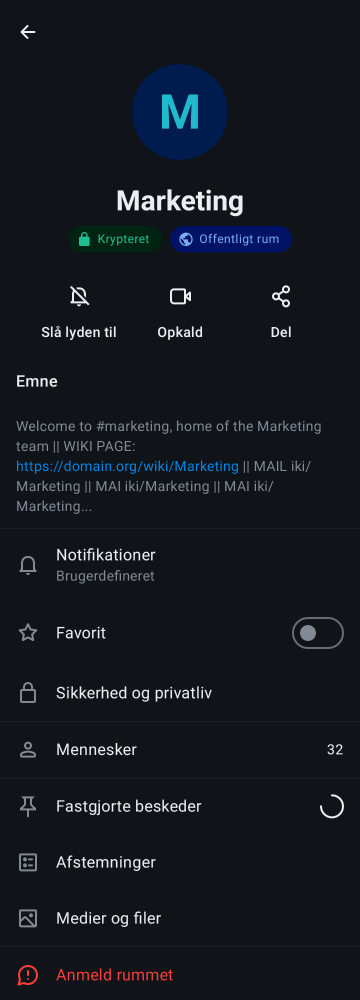 M
Marketing
Krypteret
Offentligt rum
Slå lyden til
Opkald
Del
Emne
Welcome to #marketing, home of the Marketing
team || WIKI PAGE:
https://domain.org/wiki/Marketing || MAIL iki/
Marketing || MAI iki/Marketing || MAI iki/
Marketing...
Notifikationer
Brugerdefineret
Favorit
Sikkerhed og privatliv
Mennesker 32
Fastgjorte beskeder
Afstemninger
Medier og filer
Anmeld rummet